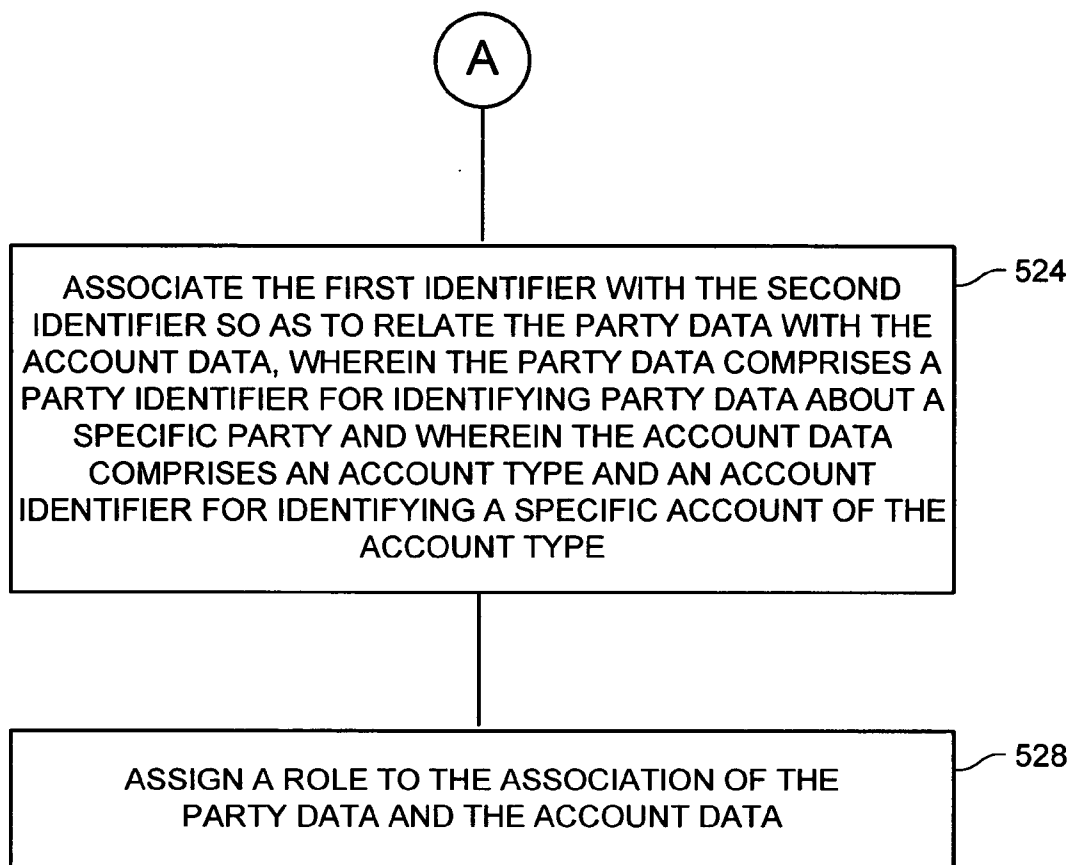 A
ASSOCIATE THE FIRST IDENTIFIER WITH THE SECOND
IDENTIFIER SO AS TO RELATE THE PARTY DATA WITH THE
ACCOUNT DATA, WHEREIN THE PARTY DATA COMPRISES A
PARTY IDENTIFIER FOR IDENTIFYING PARTY DATA ABOUT A
SPECIFIC PARTY AND WHEREIN THE ACCOUNT DATA
COMPRISES AN ACCOUNT TYPE AND AN ACCOUNT
IDENTIFIER FOR IDENTIFYING A SPECIFIC ACCOUNT OF THE
ACCOUNT TYPE
524
ASSIGN A ROLE TO THE ASSOCIATION OF THE
PARTY DATA AND THE ACCOUNT DATA
528